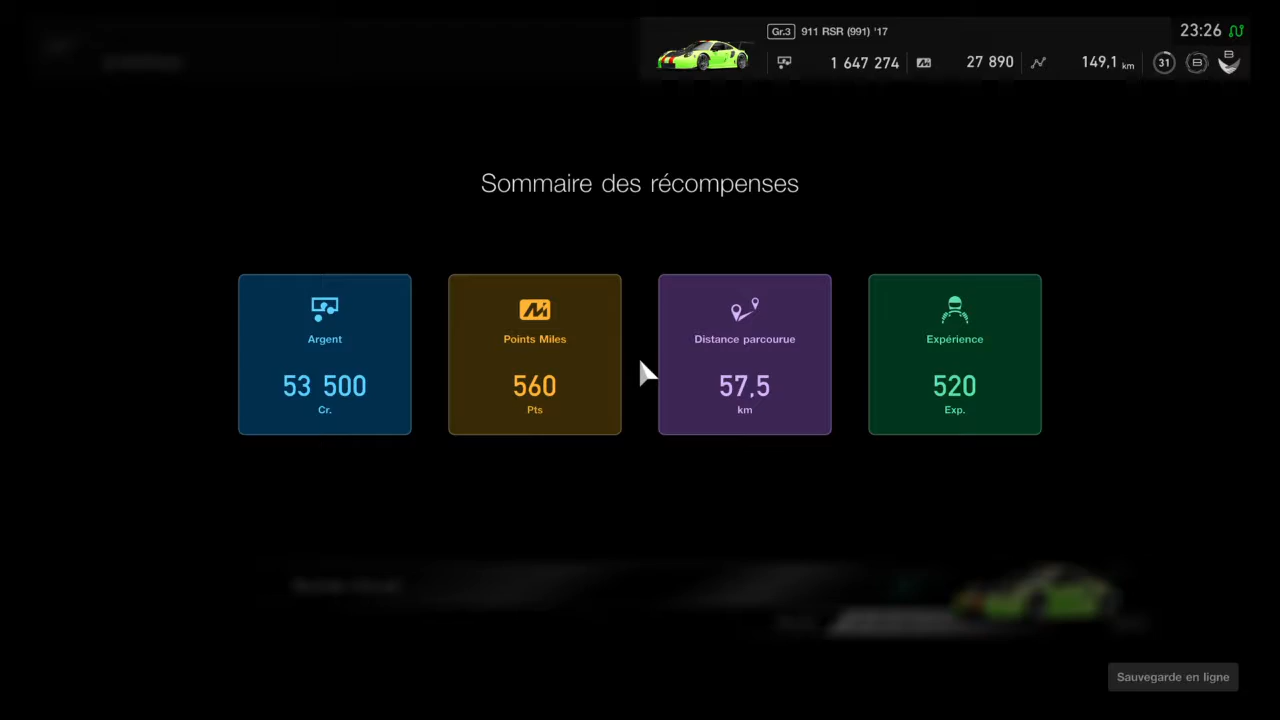 Gr.3 911 RSR (991) '17
23:26
1 647 274
27 890
149,1 km
31
B
B
Sommaire des récompenses
Argent
53 500
Cr.
Points Miles
560
Pts
Distance parcourue
57,5
km
Expérience
520
Exp.
Sauvegarde en ligne